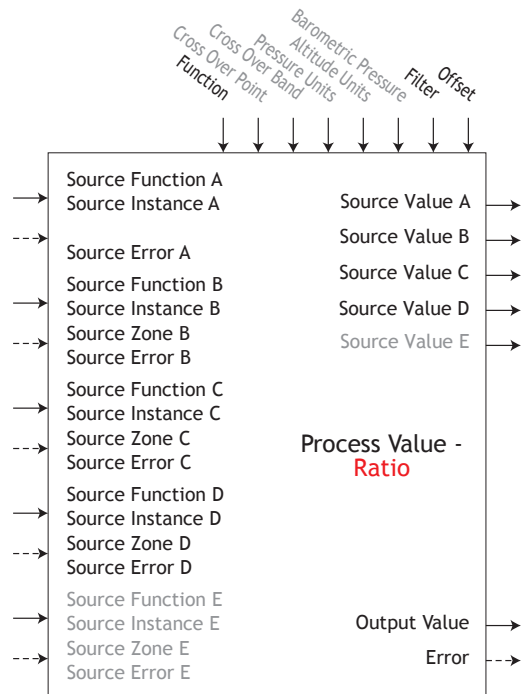 Function
Cross Over Point
Cross Over Band
Pressure Units
Altitude Units
Barometric Pressure
Filter
Offset
Source Function A
Source Instance A
Source Error A
Source Function B
Source Instance B
Source Zone B
Source Error B
Source Function C
Source Instance C
Source Zone C
Source Error C
Source Function D
Source Instance D
Source Zone D
Source Error D
Source Function E
Source Instance E
Source Zone E
Source Error E
Source Value A
Source Value B
Source Value C
Source Value D
Source Value E
Process Value -
Ratio
Output Value
Error